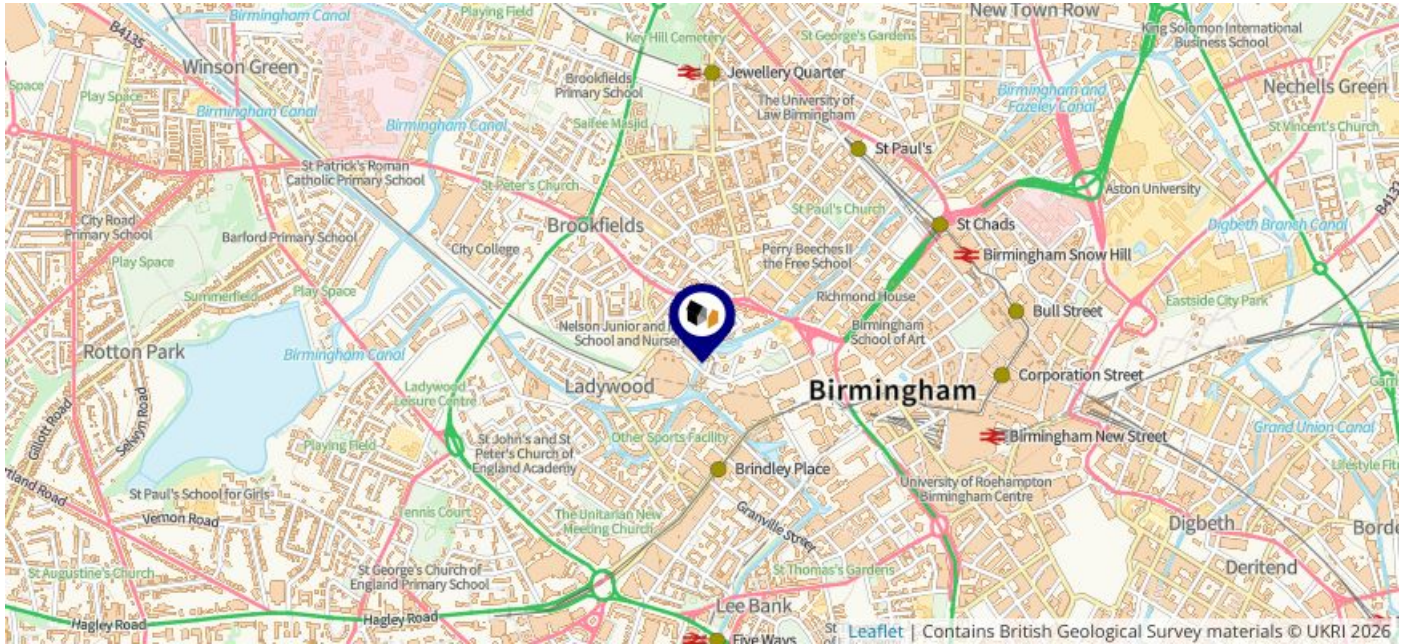 Birmingham Canal
Playing Field
New Town Row
B4135
Key Hill Cemetery
St George's Gardens
King Solomon International
Business School
Winson Green
Jewellery Quarter
Brookfields
Primary School
Space
Play Space
Birmingham and
Fazeley Canal
Nechells Green
The University of
Law Birmingham
Birmingham Canal
Birmingham Canal
Saifee Masjid
St Vincent's Church
St Paul's
St Patrick's Roman
Catholic Primary School
St Peter's Church
Aston University
B4132
City Road
Primary School
St Paul's Church
Brookfields
St Chads
Digbeth Branch Canal
Barford Primary School
City College
Perry Beeches II
the Free School
Birmingham Snow Hill
Play Space
Summerfield
Play Space
Richmond House
Eastside City Park
Bull Street
Nelson Junior and
School and Nurser
Birmingham
School of Art
Rotton Park
Birmingham Canal
Corporation Street
Ladywood
Ladywood
Leisure Centre
Birmingham
Gillott Road
Selwyn Road
Playing Field
St John's and St
Peter's Church of
England Academy
Other Sports Facility
Birmingham New Street
Grand Union Canal
Brindley Place
Lifestyle Fit
rtland Road
St Paul's School for Girls
University of Roehampton
Birmingham Centre
Vernon Road
Tennis Court
The Unitarian New
Meeting Church
Granville Street
Digbeth
Borde
St Augustine's Church
St George's Church of
England Primary School
St Thomas's Gardens
Deritend
Lee Bank
Hagley Road
Hagley Road
Five Ways
Leaflet | Contains British Geological Survey materials © UKRI 2026